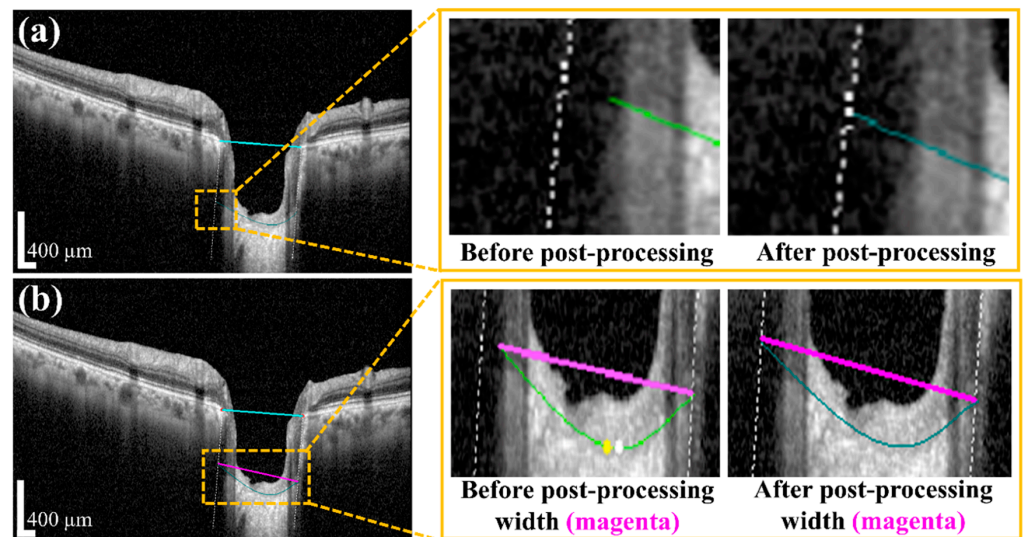 (a)
400 µm
Before post-processing
After post-processing
(b)
400 µm
Before post-processing
width (magenta)
After post-processing
width (magenta)